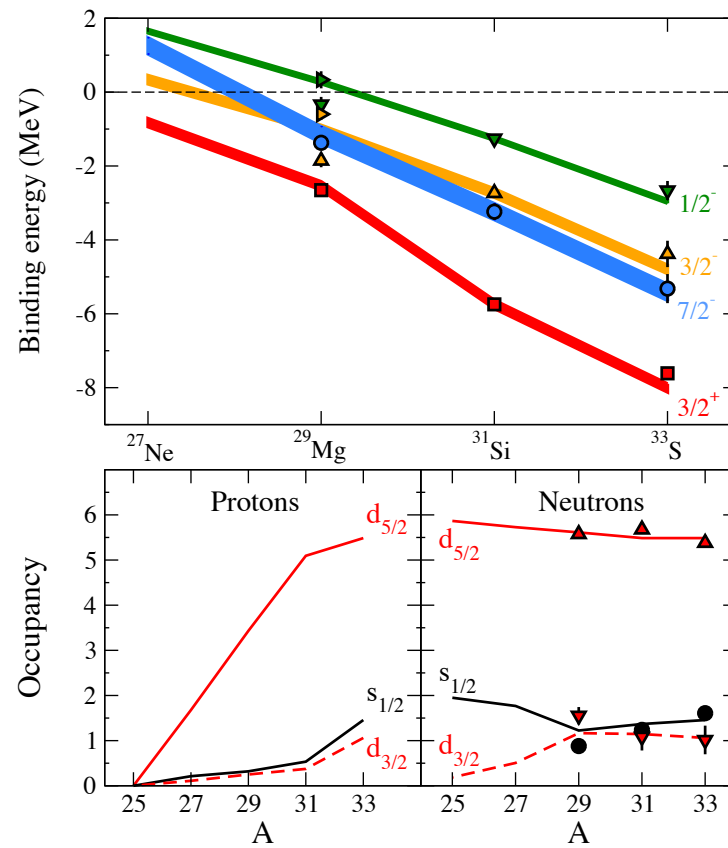 Binding energy (MeV)
2
0
-2
-4
-6
-8
1/2⁻
3/2⁻
7/2⁻
3/2⁺
²⁷Ne
²⁹Mg
³¹Si
³³S
Occupancy
6
5
4
3
2
1
0
Protons
d₅/₂
s₁/₂
d₃/₂
25 27 29 31 33
A
Neutrons
d₅/₂
s₁/₂
d₃/₂
25 27 29 31 33
A